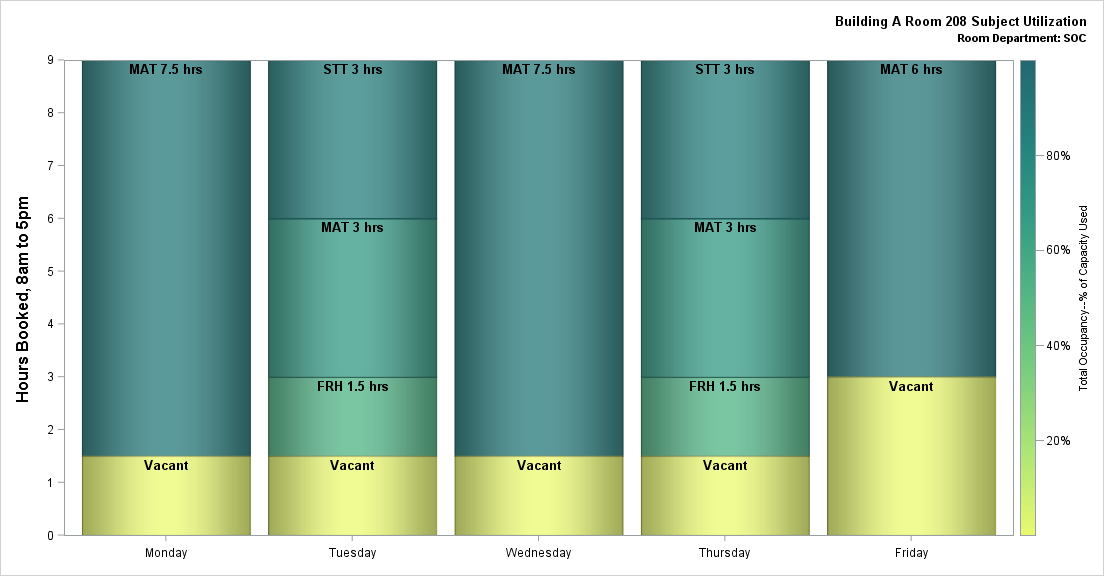 Building A Room 208 Subject Utilization
Room Department: SOC
Hours Booked, 8am to 5pm
9
8
7
6
5
4
3
2
1
0
MAT 7.5 hrs
Vacant
STT 3 hrs
MAT 3 hrs
FRH 1.5 hrs
Vacant
MAT 7.5 hrs
Vacant
STT 3 hrs
MAT 3 hrs
FRH 1.5 hrs
Vacant
MAT 6 hrs
Vacant
Monday
Tuesday
Wednesday
Thursday
Friday
80%
60%
40%
20%
Total Occupancy--% of Capacity Used